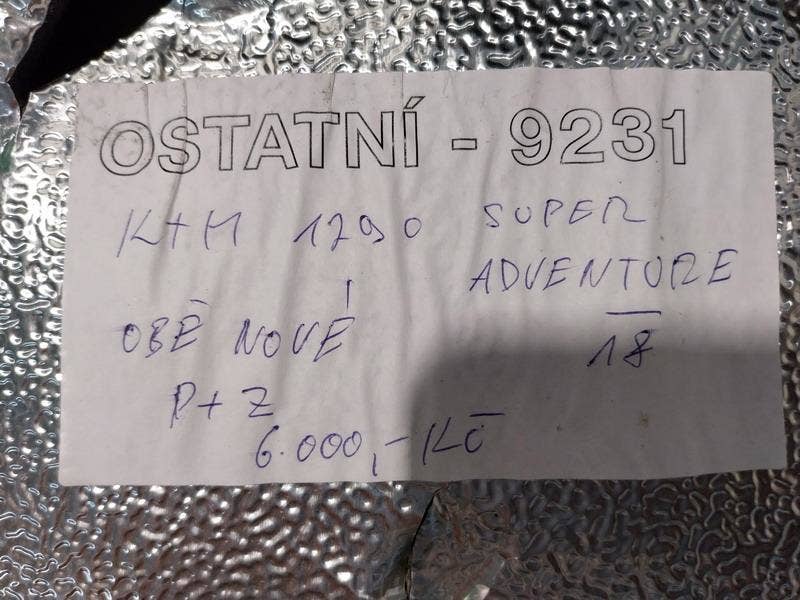 OSTATNÍ - 9231
KTM 1290 SUPER
ADVENTURE
OBĚ NOVÉ 18
P+Z
6.000,- Kč